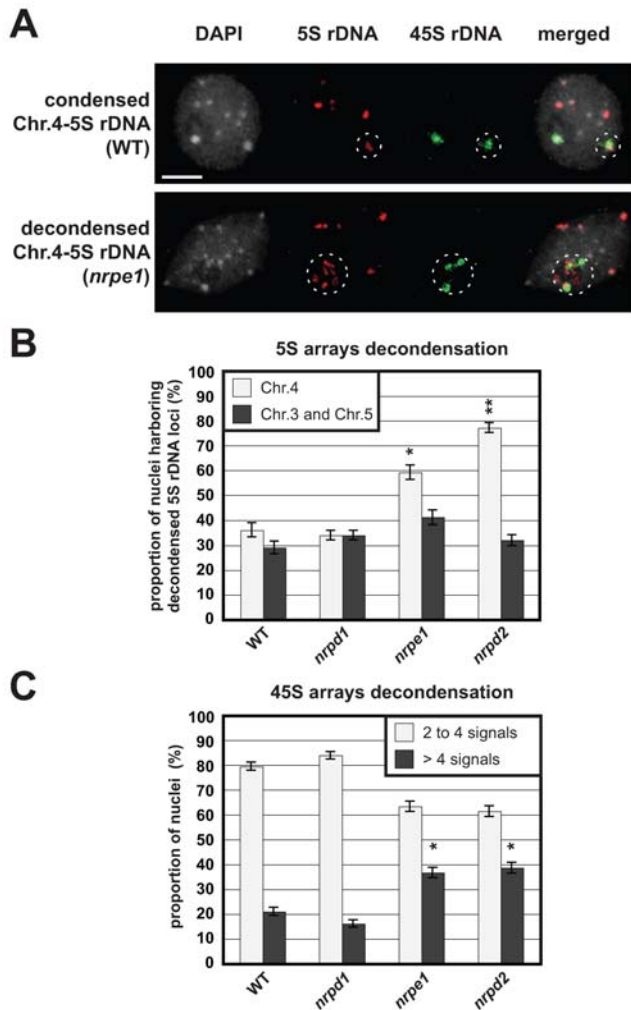 A
DAPI 5S rDNA 45S rDNA merged
condensed
Chr.4-5S rDNA
(WT)
decondensed
Chr.4-5S rDNA
(nrpe1)
B
5S arrays decondensation
proportion of nuclei harboring
decondensed 5S rDNA loci (%)
100
90
80
70
60
50
40
30
20
10
0
Chr.4
Chr.3 and Chr.5
*
**
WT nrpd1 nrpe1 nrpd2
C
45S arrays decondensation
proportion of nuclei (%)
100
90
80
70
60
50
40
30
20
10
0
2 to 4 signals
> 4 signals
* *
WT nrpd1 nrpe1 nrpd2